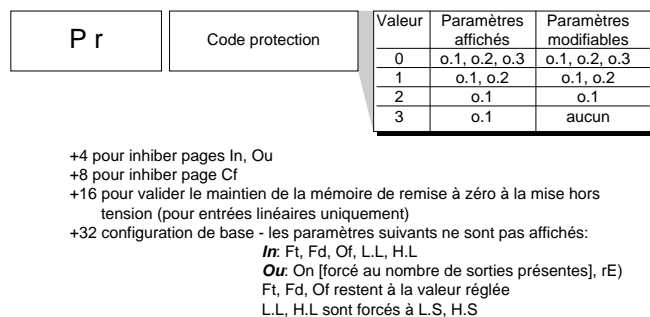 P r
Code protection
Valeur Paramètres affichés Paramètres modifiables
0 o.1, o.2, o.3 o.1, o.2, o.3
1 o.1, o.2 o.1, o.2
2 o.1 o.1
3 o.1 aucun
+4 pour inhiber pages In, Ou
+8 pour inhiber page Cf
+16 pour valider le maintien de la mémoire de remise à zéro à la mise hors
tension (pour entrées linéaires uniquement)
+32 configuration de base - les paramètres suivants ne sont pas affichés:
In: Ft, Fd, Of, L.L, H.L
Ou: On [forcé au nombre de sorties présentes], rE)
Ft, Fd, Of restent à la valeur réglée
L.L, H.L sont forcés à L.S, H.S